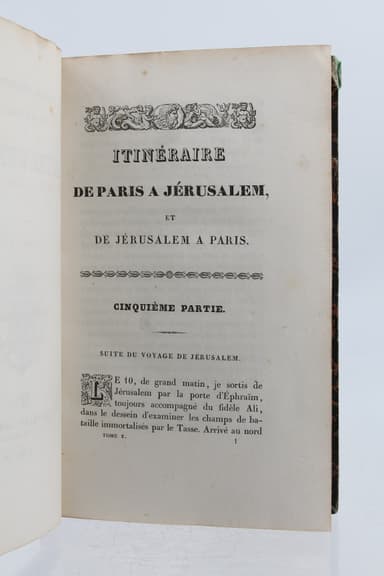 ITINÉRAIRE
DE PARIS A JÉRUSALEM,
ET
DE JÉRUSALEM A PARIS.
CINQUIÈME PARTIE.
SUITE DU VOYAGE DE JÉRUSALEM.
LE 10, de grand matin, je sortis de
Jérusalem par la porte d'Éphraïm,
toujours accompagné du fidèle Ali,
dans le dessein d'examiner les champs de ba-
taille immortalisés par le Tasse. Arrivé au nord
TOME V. 1